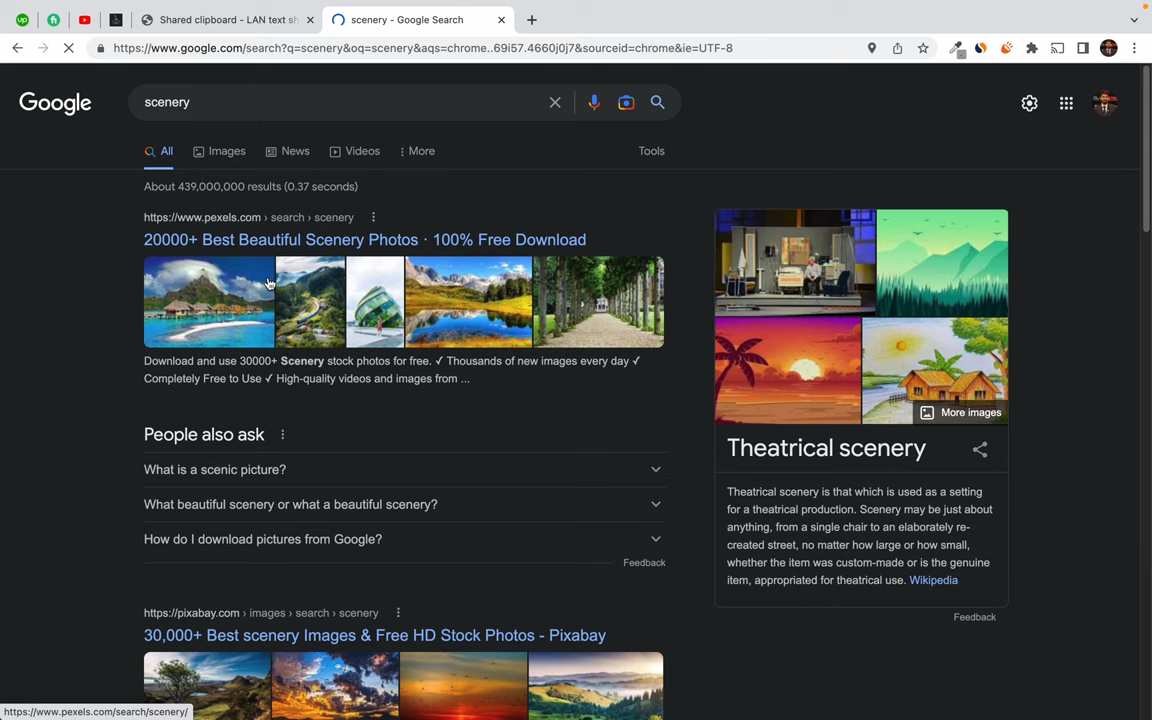 Shared clipboard - LAN text sh
scenery - Google Search
https://www.google.com/search?q=scenery&oq=scenery&aqs=chrome..69i57.4660j0j7&sourceid=chrome&ie=UTF-8
Google
scenery
All
Images
News
Videos
More
Tools
About 439,000,000 results (0.37 seconds)
https://www.pexels.com › search › scenery
20000+ Best Beautiful Scenery Photos · 100% Free Download
Download and use 30000+ Scenery stock photos for free. ✓ Thousands of new images every day ✓
Completely Free to Use ✓ High-quality videos and images from ...
People also ask
What is a scenic picture?
What beautiful scenery or what a beautiful scenery?
How do I download pictures from Google?
Feedback
https://pixabay.com › images › search › scenery
30,000+ Best scenery Images & Free HD Stock Photos - Pixabay
More images
Theatrical scenery
Theatrical scenery is that which is used as a setting
for a theatrical production. Scenery may be just about
anything, from a single chair to an elaborately re-
created street, no matter how large or how small,
whether the item was custom-made or is the genuine
item, appropriated for theatrical use. Wikipedia
Feedback
https://www.pexels.com/search/scenery/